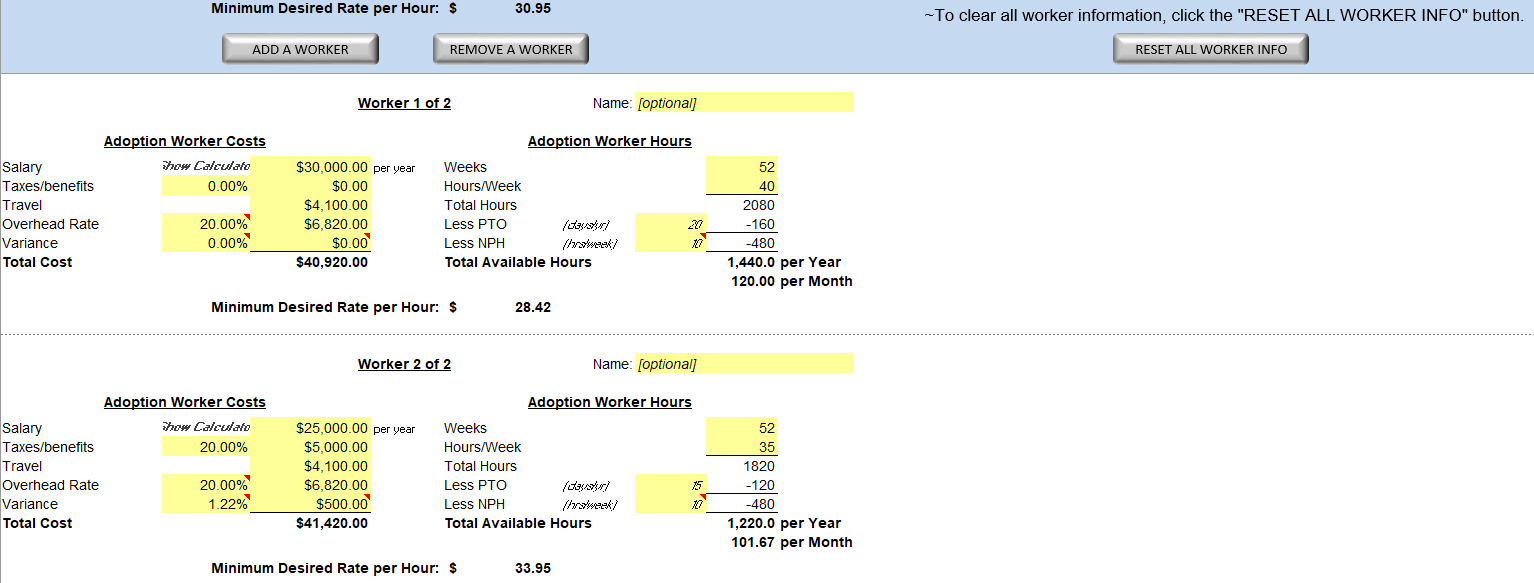 Minimum Desired Rate per Hour: $ 30.95
~To clear all worker information, click the "RESET ALL WORKER INFO" button.
ADD A WORKER REMOVE A WORKER RESET ALL WORKER INFO
Worker 1 of 2 Name: [optional]
Adoption Worker Costs Adoption Worker Hours
Salary Show Calculato $30,000.00 per year Weeks 52
Taxes/benefits 0.00% $0.00 Hours/Week 40
Travel $4,100.00 Total Hours 2080
Overhead Rate 20.00% $6,820.00 Less PTO (days/yr) 20 -160
Variance 0.00% $0.00 Less NPH (hrs/week) 10 -480
Total Cost $40,920.00 Total Available Hours 1,440.0 per Year
120.00 per Month
Minimum Desired Rate per Hour: $ 28.42
Worker 2 of 2 Name: [optional]
Adoption Worker Costs Adoption Worker Hours
Salary Show Calculato $25,000.00 per year Weeks 52
Taxes/benefits 20.00% $5,000.00 Hours/Week 35
Travel $4,100.00 Total Hours 1820
Overhead Rate 20.00% $6,820.00 Less PTO (days/yr) 15 -120
Variance 1.22% $500.00 Less NPH (hrs/week) 10 -480
Total Cost $41,420.00 Total Available Hours 1,220.0 per Year
101.67 per Month
Minimum Desired Rate per Hour: $ 33.95